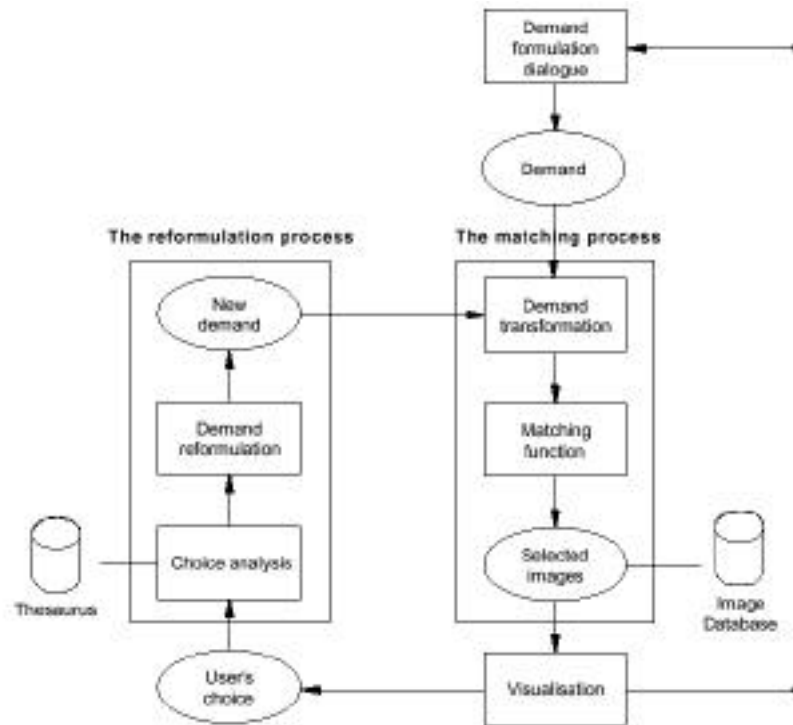 Demand
formulation
dialogue
Demand
The reformulation process
The matching process
New
demand
Demand
transformation
Demand
reformulation
Matching
function
Choice analysis
Selected
images
Thesaurus
Image
Database
User's
choice
Visualisation